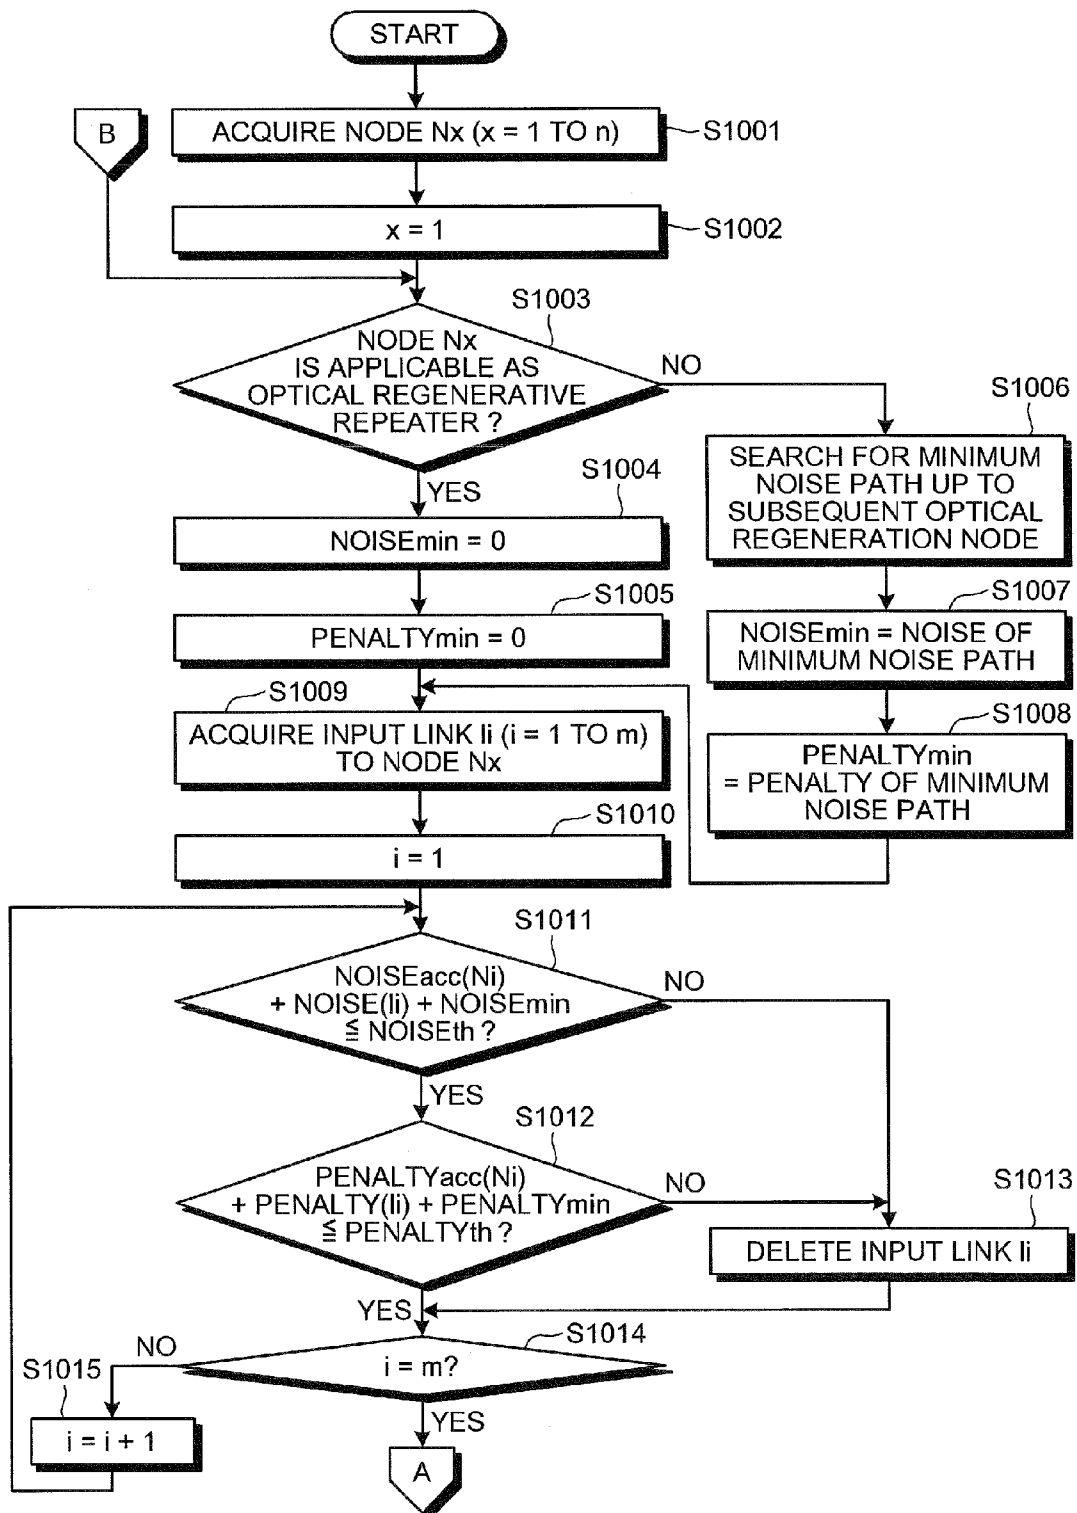 START
B
ACQUIRE NODE Nx (x = 1 TO n)
S1001
x = 1
S1002
S1003
NODE Nx
IS APPLICABLE AS
OPTICAL REGENERATIVE
REPEATER ?
NO
YES
S1004
NOISEmin = 0
S1005
PENALTYmin = 0
S1006
SEARCH FOR MINIMUM
NOISE PATH UP TO
SUBSEQUENT OPTICAL
REGENERATION NODE
S1007
NOISEmin = NOISE OF
MINIMUM NOISE PATH
S1008
PENALTYmin
= PENALTY OF MINIMUM
NOISE PATH
S1009
ACQUIRE INPUT LINK li (i = 1 TO m)
TO NODE Nx
S1010
i = 1
S1011
NOISEacc(Ni)
+ NOISE(li) + NOISEmin
≦ NOISEth ?
NO
YES
S1012
PENALTYacc(Ni)
+ PENALTY(li) + PENALTYmin
≦ PENALTYth ?
NO
YES
S1013
DELETE INPUT LINK li
S1014
i = m?
NO
YES
S1015
i = i + 1
A